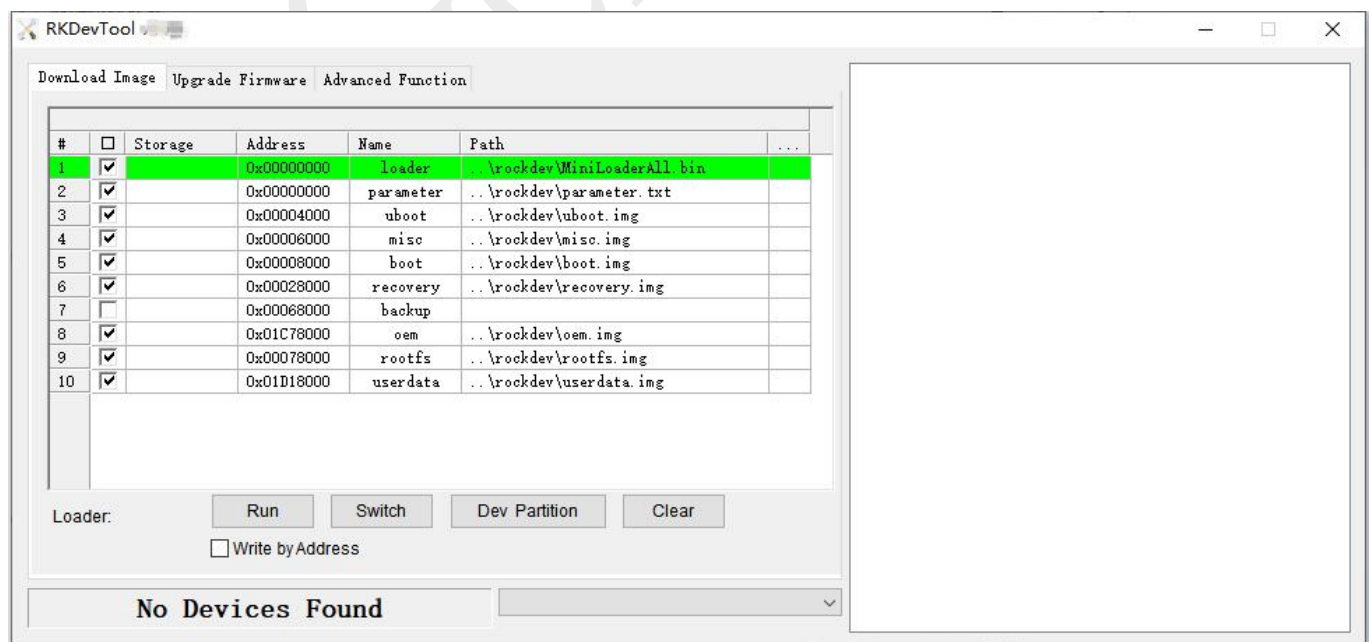 RKDevTool
Download Image Upgrade Firmware Advanced Function
# Storage Address Name Path ...
1 0x00000000 loader ..\rockdev\MiniLoaderAll.bin
2 0x00000000 parameter ..\rockdev\parameter.txt
3 0x00004000 uboot ..\rockdev\uboot.img
4 0x00006000 misc ..\rockdev\misc.img
5 0x00008000 boot ..\rockdev\boot.img
6 0x00028000 recovery ..\rockdev\recovery.img
7 0x00068000 backup
8 0x01C78000 oem ..\rockdev\oem.img
9 0x00078000 rootfs ..\rockdev\rootfs.img
10 0x01D18000 userdata ..\rockdev\userdata.img
Loader: Run Switch Dev Partition Clear
Write by Address
No Devices Found